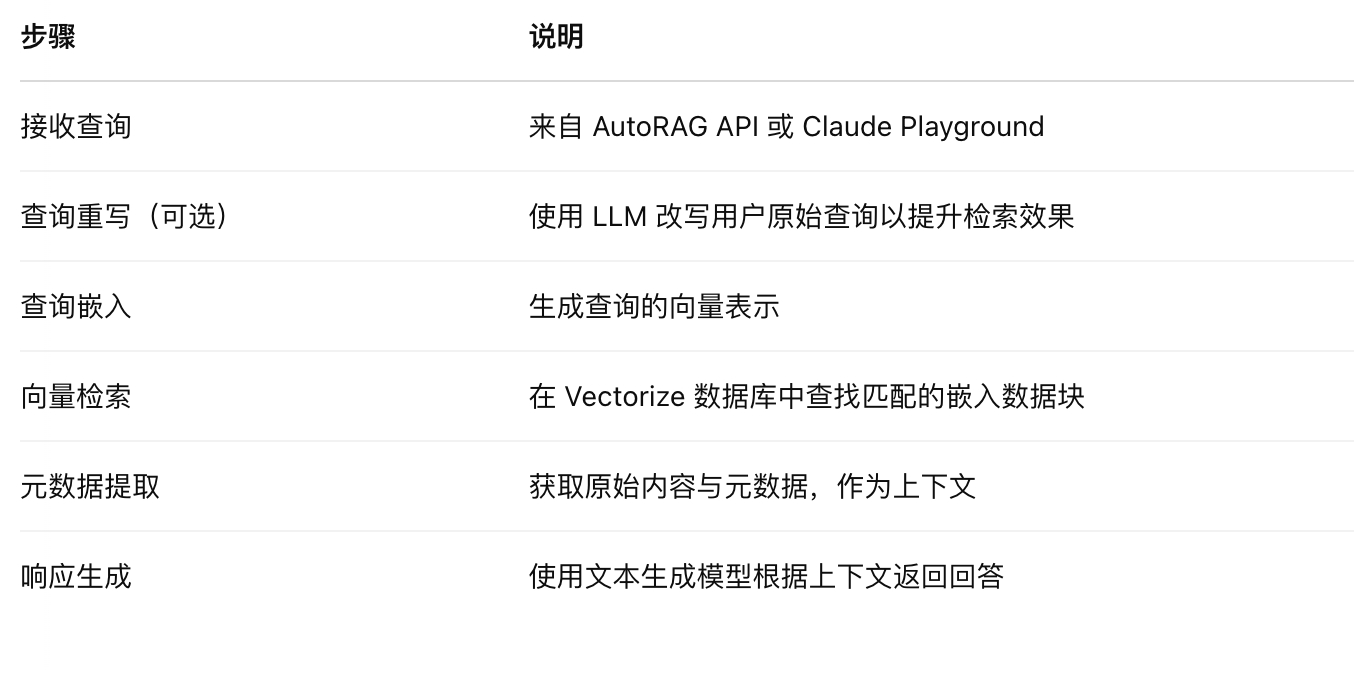 步骤 说明
接收查询 来自 AutoRAG API 或 Claude Playground
查询重写（可选） 使用 LLM 改写用户原始查询以提升检索效果
查询嵌入 生成查询的向量表示
向量检索 在 Vectorize 数据库中查找匹配的嵌入数据块
元数据提取 获取原始内容与元数据，作为上下文
响应生成 使用文本生成模型根据上下文返回回答